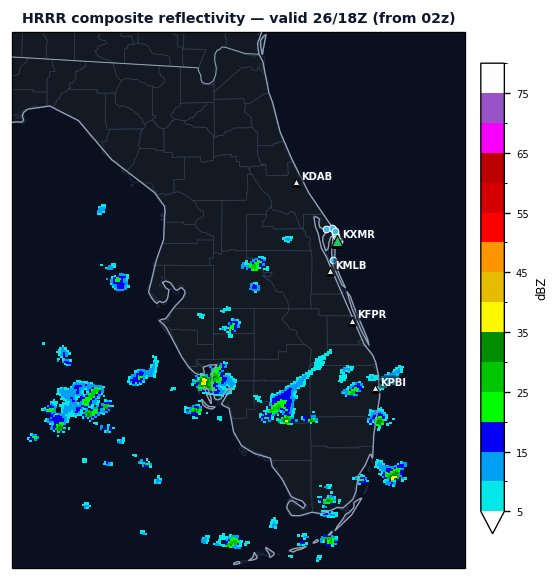 HRRR composite reflectivity — valid 26/18Z (from 02z)
KDAB
KXMR
KMLB
KFPR
KPBI
75
65
55
45
35
25
15
5
dBZ